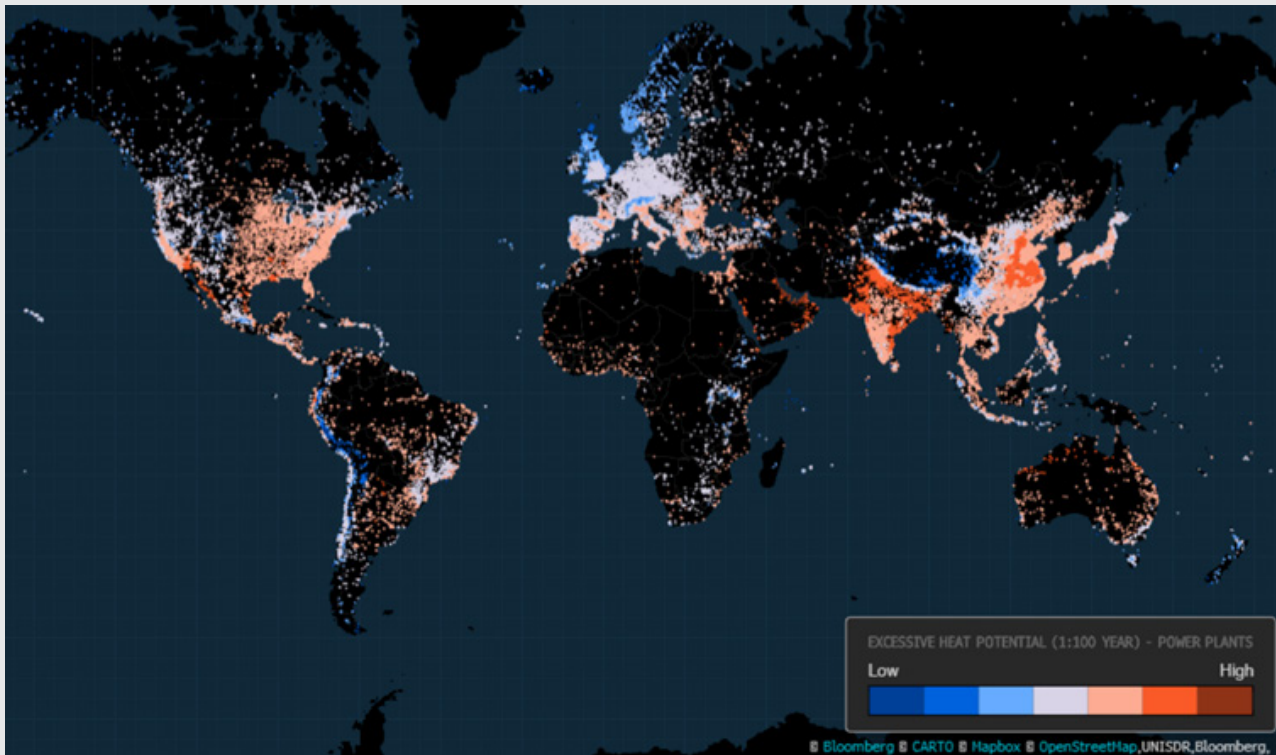 EXCESSIVE HEAT POTENTIAL (1:100 YEAR) - POWER PLANTS
Low High
© Bloomberg © CARTO © Mapbox © OpenStreetMap,UNISDR,Bloomberg